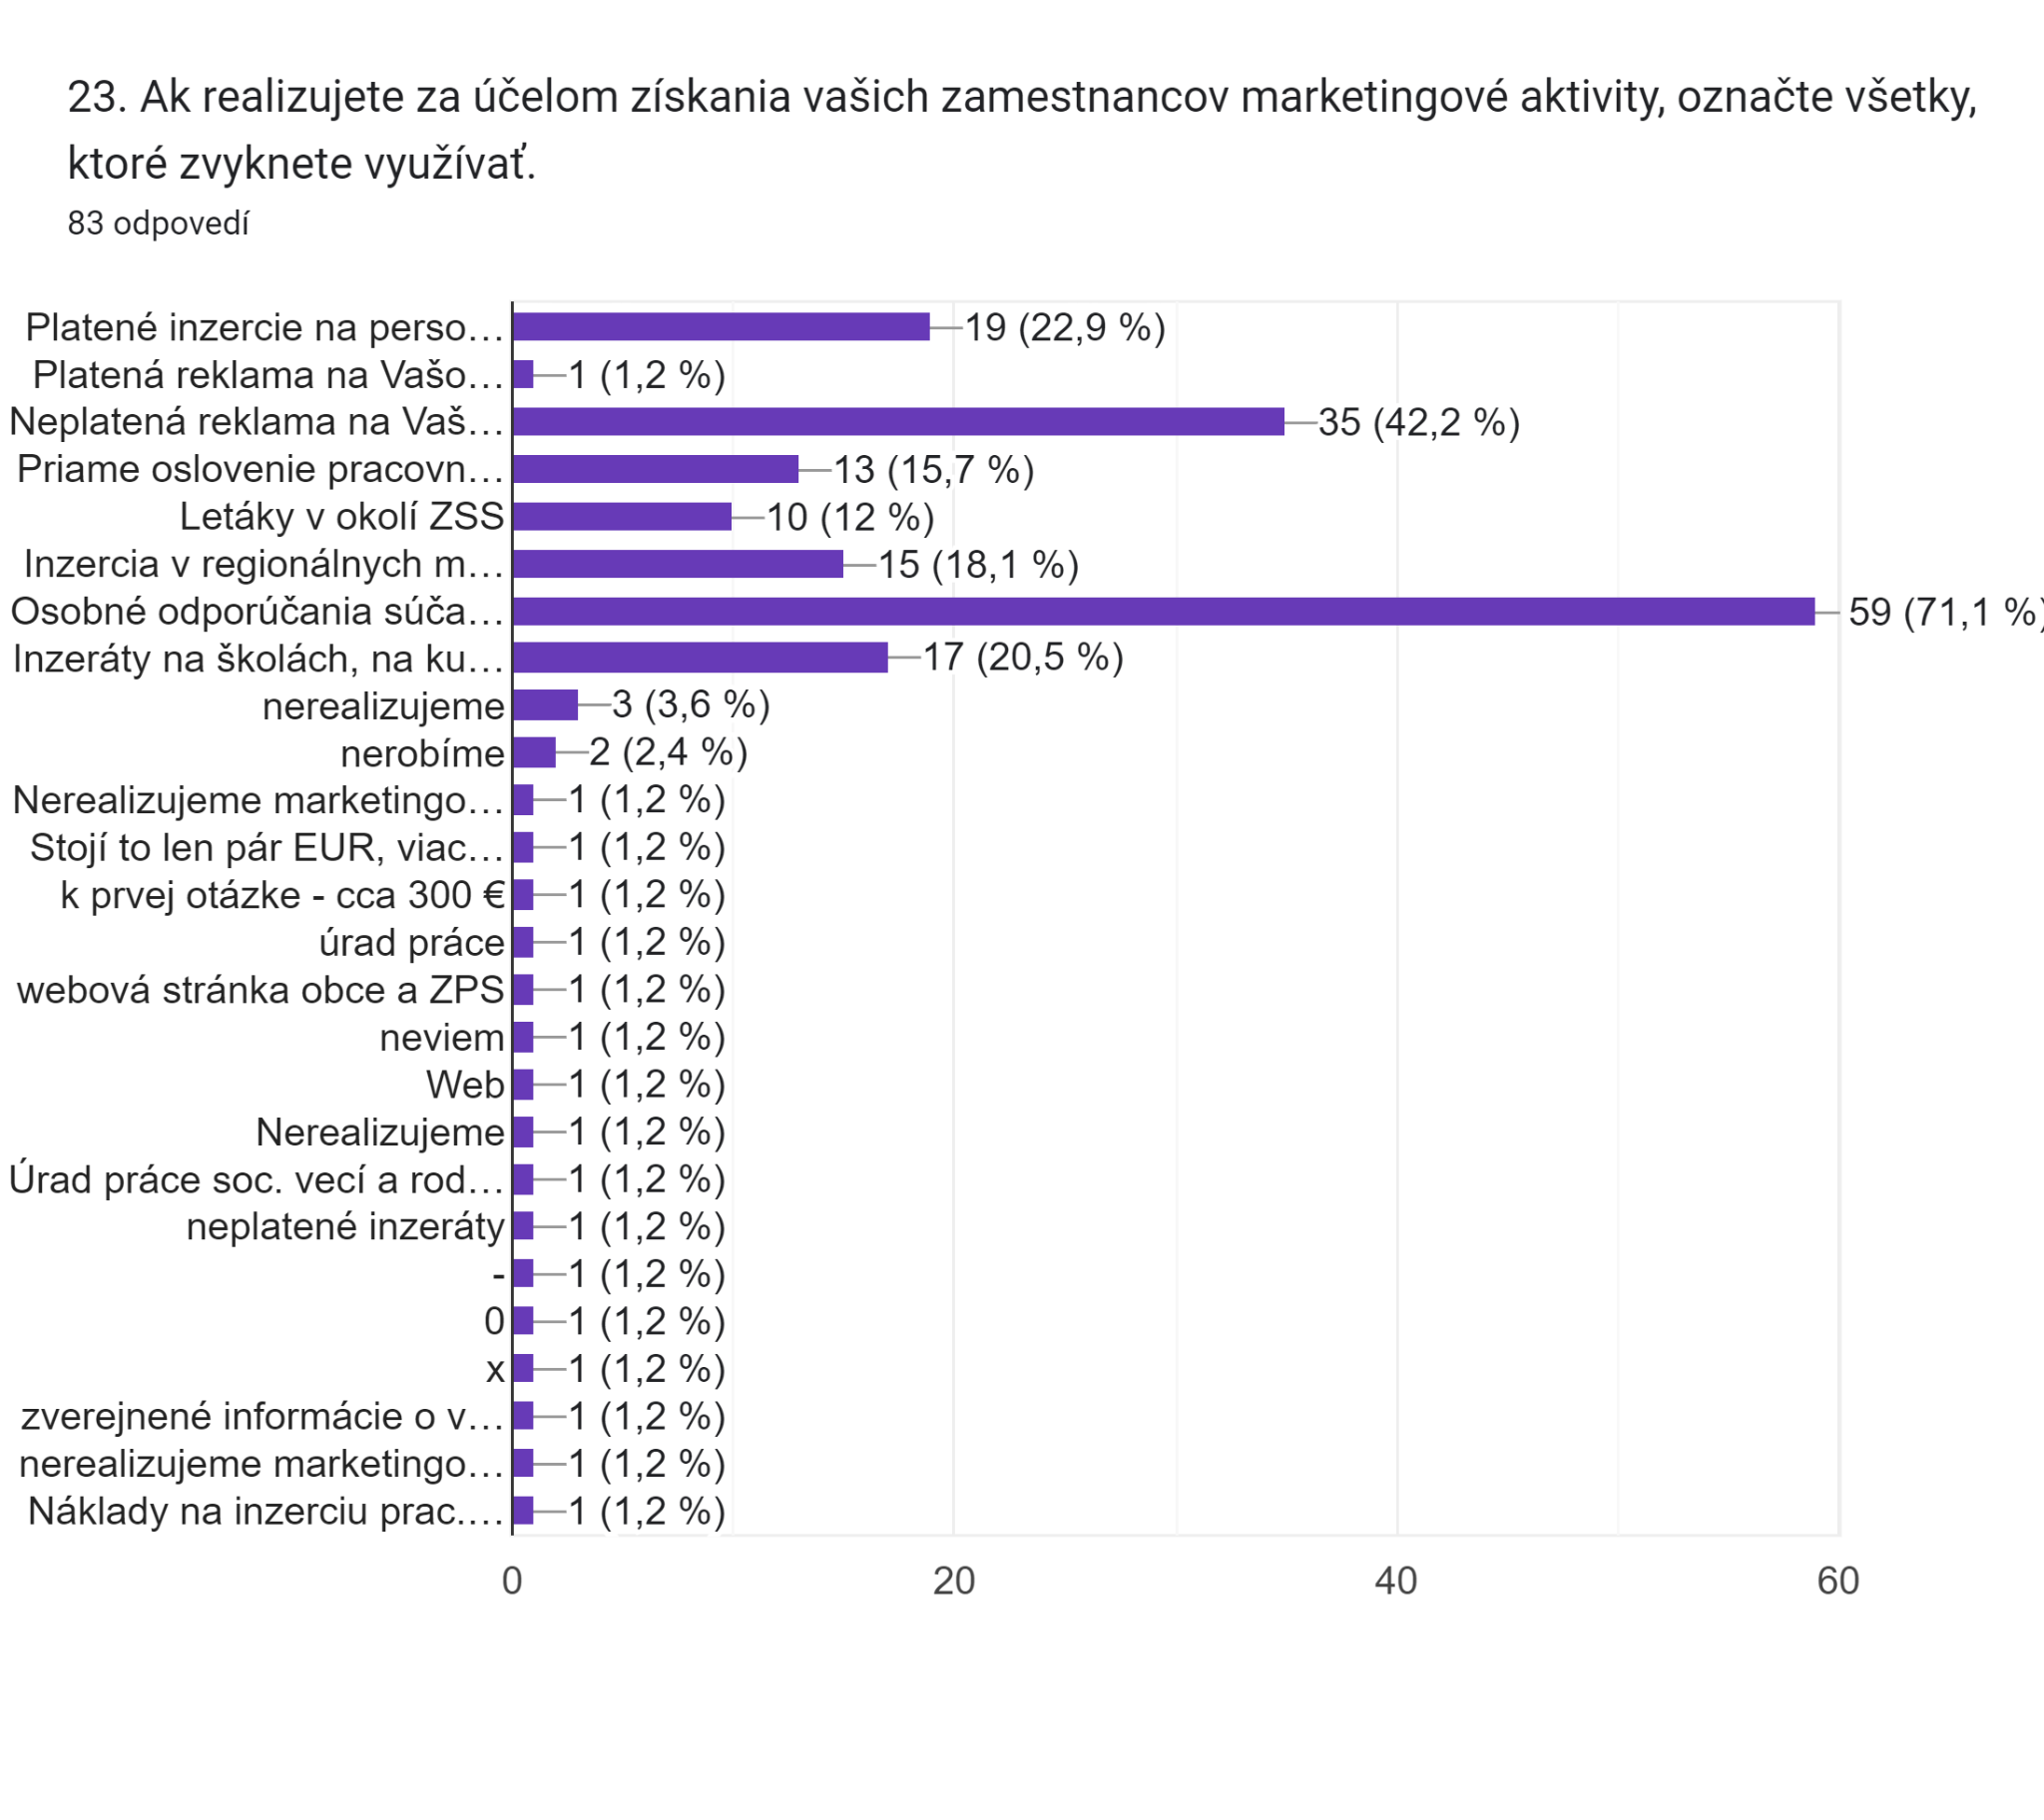 23. Ak realizujete za účelom získania vašich zamestnancov marketingové aktivity, označte všetky,
ktoré zvyknete využívať.
83 odpovedí
Platené inzercie na perso… 19 (22,9 %)
Platená reklama na Vašo… 1 (1,2 %)
Neplatená reklama na Vaš… 35 (42,2 %)
Priame oslovenie pracovn… 13 (15,7 %)
Letáky v okolí ZSS 10 (12 %)
Inzercia v regionálnych m… 15 (18,1 %)
Osobné odporúčania súča… 59 (71,1 %)
Inzeráty na školách, na ku… 17 (20,5 %)
nerealizujeme 3 (3,6 %)
nerobíme 2 (2,4 %)
Nerealizujeme marketingo… 1 (1,2 %)
Stojí to len pár EUR, viac… 1 (1,2 %)
k prvej otázke - cca 300 € 1 (1,2 %)
úrad práce 1 (1,2 %)
webová stránka obce a ZPS 1 (1,2 %)
neviem 1 (1,2 %)
Web 1 (1,2 %)
Nerealizujeme 1 (1,2 %)
Úrad práce soc. vecí a rod… 1 (1,2 %)
neplatené inzeráty 1 (1,2 %)
- 1 (1,2 %)
0 1 (1,2 %)
x 1 (1,2 %)
zverejnené informácie o v… 1 (1,2 %)
nerealizujeme marketingo… 1 (1,2 %)
Náklady na inzerciu prac.… 1 (1,2 %)
0 20 40 60